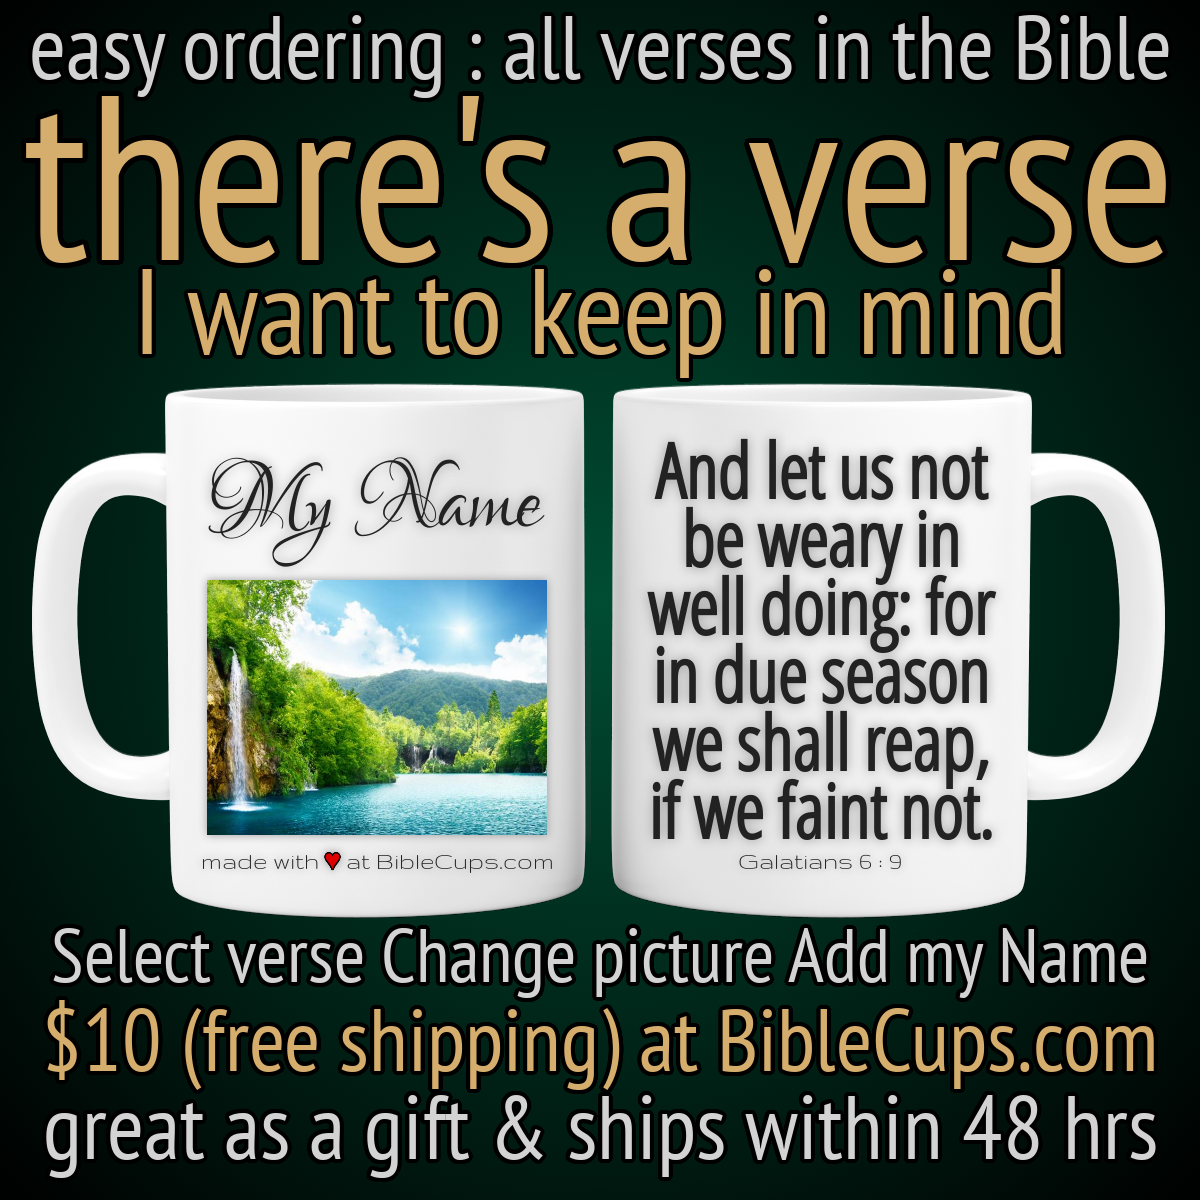 easy ordering : all verses in the Bible
there's a verse
I want to keep in mind
My Name
made with ❤ at BibleCups.com
And let us not
be weary in
well doing: for
in due season
we shall reap,
if we faint not.
Galatians 6 : 9
Select verse Change picture Add my Name
$10 (free shipping) at BibleCups.com
great as a gift & ships within 48 hrs